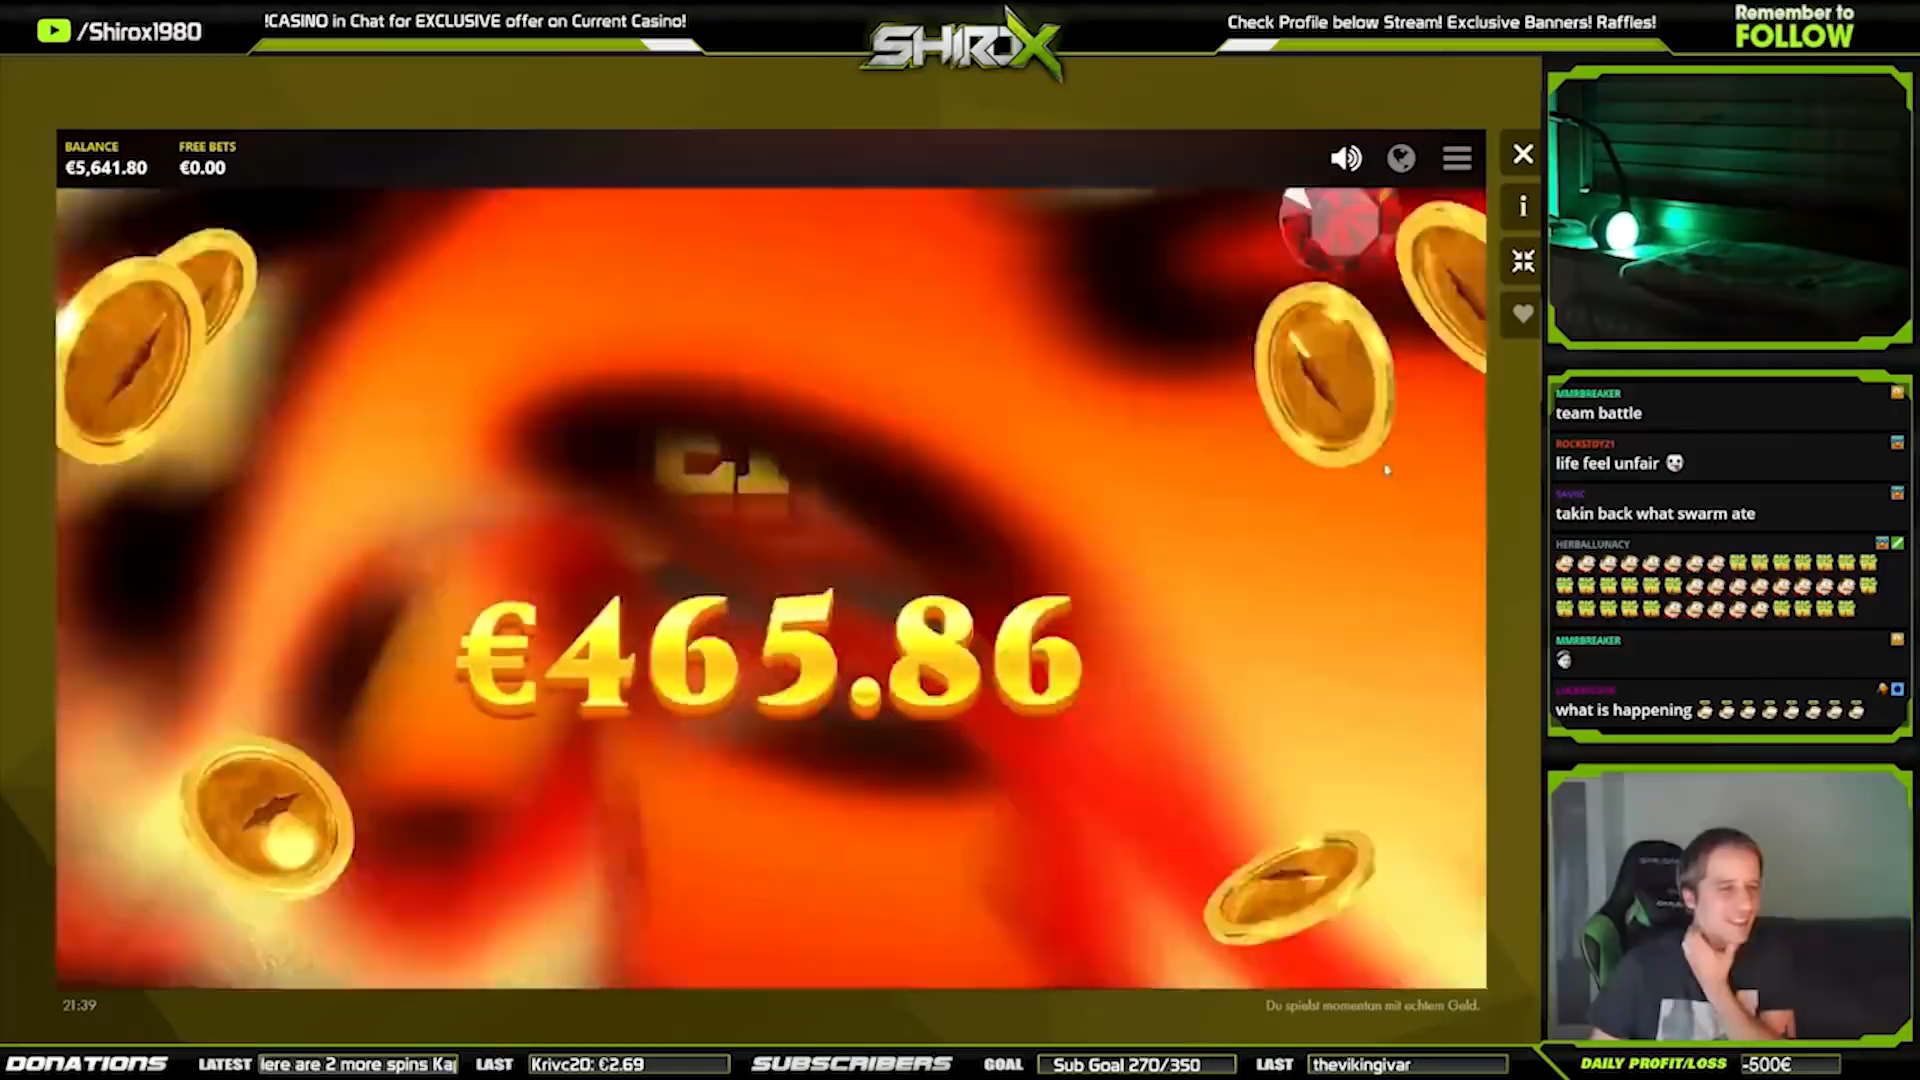 /Shirox1980
!CASINO in Chat for EXCLUSIVE offer on Current Casino!
SHIROX
Check Profile below Stream! Exclusive Banners! Raffles!
Remember to
FOLLOW
BALANCE
€5,641.80
FREE BETS
€0.00
€465.86
21:39
Du spielst momentan mit echtem Geld.
MMRBREAKER
team battle
ROCKSTDY21
life feel unfair
takin back what swarm ate
HERBALLUNACY
MMRBREAKER
what is happening
DONATIONS
LATEST
lere are 2 more spins Ka
LAST
Krivc20: €2.69
SUBSCRIBERS
GOAL
Sub Goal 270/350
LAST
thevikingivar
DAILY PROFIT/LOSS
-500€